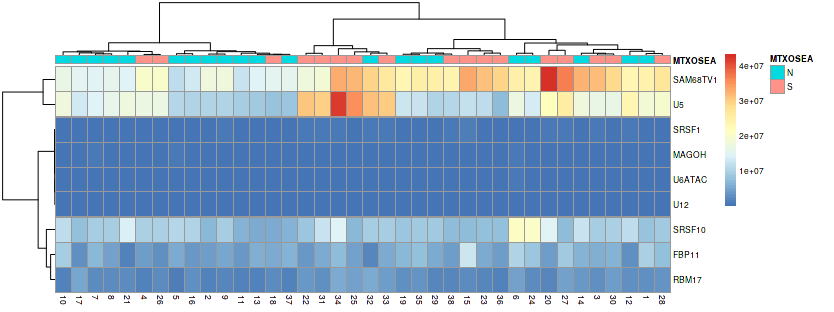 MTXOSEA
SAM68TV1
U5
SRSF1
MAGOH
U6ATAC
U12
SRSF10
FBP11
RBM17
4e+07
3e+07
2e+07
1e+07
MTXOSEA
N
S
10 17 7 8 21 4 26 5 16 2 9 11 13 18 37 22 31 34 25 32 33 19 35 29 38 15 23 36 6 24 20 27 14 3 30 12 1 28